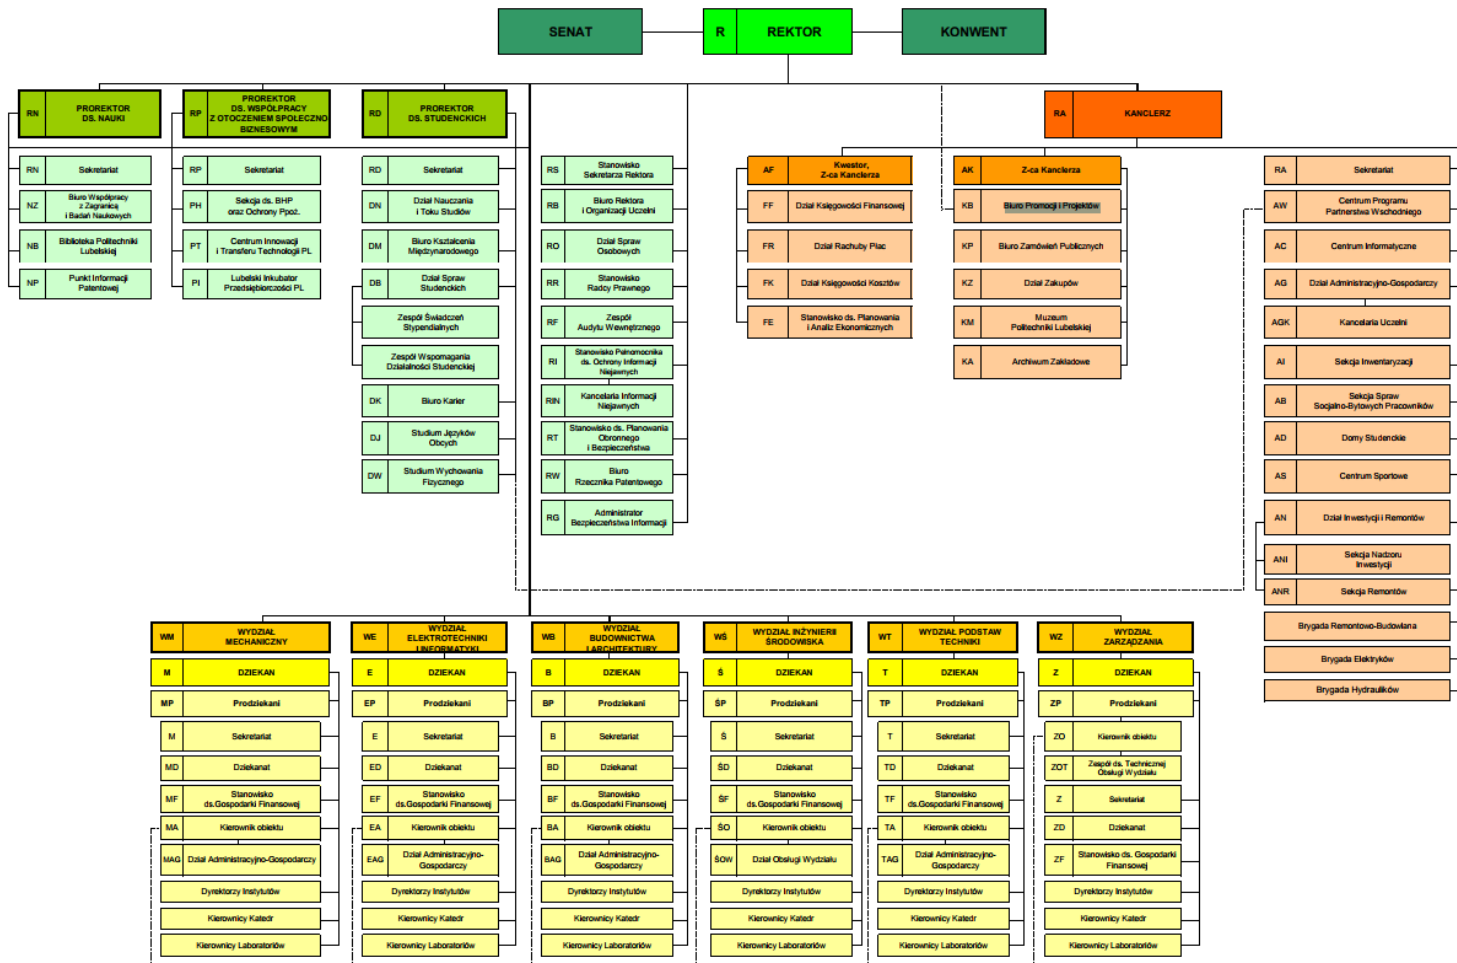 SENAT
R
REKTOR
KONWENT
RN
PROREKTOR
DS. NAUKI
RP
PROREKTOR
DS. WSPÓŁPRACY
Z OTOCZENIEM SPOŁECZNO
BIZNESOWYM
RD
PROREKTOR
DS. STUDENCKICH
RA
KANCLERZ
RN
Sekretariat
NZ
Biuro Współpracy
z Zagranicą
i Badań Naukowych
NB
Biblioteka Politechniki
Lubelskiej
NP
Punkt Informacji
Patentowej
RP
Sekretariat
PH
Sekcja ds. BHP
oraz Ochrony Ppoż.
PT
Centrum Innowacji
i Transferu Technologii PL
PI
Lubelski Inkubator
Przedsiębiorczości PL
RD
Sekretariat
DN
Dział Nauczania
i Toku Studiów
DM
Biuro Kształcenia
Międzynarodowego
DB
Dział Spraw
Studenckich
Zespół Świadczeń
Stypendialnych
Zespół Wspomagania
Działalności Studenckiej
DK
Biuro Karier
DJ
Studium Języków
Obcych
DW
Studium Wychowania
Fizycznego
RS
Stanowisko
Sekretarza Rektora
RB
Biuro Rektora
i Organizacji Uczelni
RO
Dział Spraw
Osobowych
RR
Stanowisko
Radcy Prawnego
RF
Zespół
Audytu Wewnętrznego
RI
Stanowisko Pełnomocnika
ds. Ochrony Informacji
Niejawnych
RIN
Kancelaria Informacji
Niejawnych
RT
Stanowisko ds. Planowania
Obronnego
i Bezpieczeństwa
RW
Biuro
Rzecznika Patentowego
RG
Administrator
Bezpieczeństwa Informacji
AF
Kwestor,
Z-ca Kanclerza
FF
Dział Księgowości Finansowej
FR
Dział Rachuby Płac
FK
Dział Księgowości Kosztów
FE
Stanowisko ds. Planowania
i Analiz Ekonomicznych
AK
Z-ca Kanclerza
KB
Biuro Promocji i Projektów
KP
Biuro Zamówień Publicznych
KZ
Dział Zakupów
KM
Muzeum
Politechniki Lubelskiej
KA
Archiwum Zakładowe
RA
Sekretariat
AW
Centrum Programu
Partnerstwa Wschodniego
AC
Centrum Informatyczne
AG
Dział Administracyjno-Gospodarczy
AGK
Kancelaria Uczelni
AI
Sekcja Inwentaryzacji
AB
Sekcja Spraw
Socjalno-Bytowych Pracowników
AD
Domy Studenckie
AS
Centrum Sportowe
AN
Dział Inwestycji i Remontów
ANI
Sekcja Nadzoru
Inwestycji
ANR
Sekcja Remontów
Brygada Remontowo-Budowlana
Brygada Elektryków
Brygada Hydraulików
WM
WYDZIAŁ
MECHANICZNY
M
DZIEKAN
MP
Prodziekani
M
Sekretariat
MD
Dziekanat
MF
Stanowisko
ds.Gospodarki Finansowej
MA
Kierownik obiektu
MAG
Dział Administracyjno-Gospodarczy
Dyrektorzy Instytutów
Kierownicy Katedr
Kierownicy Laboratoriów
WE
WYDZIAŁ
ELEKTROTECHNIKI
I INFORMATYKI
E
DZIEKAN
EP
Prodziekani
E
Sekretariat
ED
Dziekanat
EF
Stanowisko
ds.Gospodarki Finansowej
EA
Kierownik obiektu
EAG
Dział Administracyjno-
Gospodarczy
Dyrektorzy Instytutów
Kierownicy Katedr
Kierownicy Laboratoriów
WB
WYDZIAŁ
BUDOWNICTWA
I ARCHITEKTURY
B
DZIEKAN
BP
Prodziekani
B
Sekretariat
BD
Dziekanat
BF
Stanowisko
ds.Gospodarki Finansowej
BA
Kierownik obiektu
BAG
Dział Administracyjno-
Gospodarczy
Dyrektorzy Instytutów
Kierownicy Katedr
Kierownicy Laboratoriów
WŚ
WYDZIAŁ INŻYNIERII
ŚRODOWISKA
Ś
DZIEKAN
ŚP
Prodziekani
Ś
Sekretariat
ŚD
Dziekanat
ŚF
Stanowisko
ds.Gospodarki Finansowej
ŚO
Kierownik obiektu
ŚOW
Dział Obsługi Wydziału
Dyrektorzy Instytutów
Kierownicy Katedr
Kierownicy Laboratoriów
WT
WYDZIAŁ PODSTAW
TECHNIKI
T
DZIEKAN
TP
Prodziekani
T
Sekretariat
TD
Dziekanat
TF
Stanowisko
ds.Gospodarki Finansowej
TA
Kierownik obiektu
TAG
Dział Administracyjno-
Gospodarczy
Dyrektorzy Instytutów
Kierownicy Katedr
Kierownicy Laboratoriów
WZ
WYDZIAŁ
ZARZĄDZANIA
Z
DZIEKAN
ZP
Prodziekani
ZO
Kierownik obiektu
ZOT
Zespół ds. Technicznej
Obsługi Wydziału
Z
Sekretariat
ZD
Dziekanat
ZF
Stanowisko ds. Gospodarki
Finansowej
Dyrektorzy Instytutów
Kierownicy Katedr
Kierownicy Laboratoriów